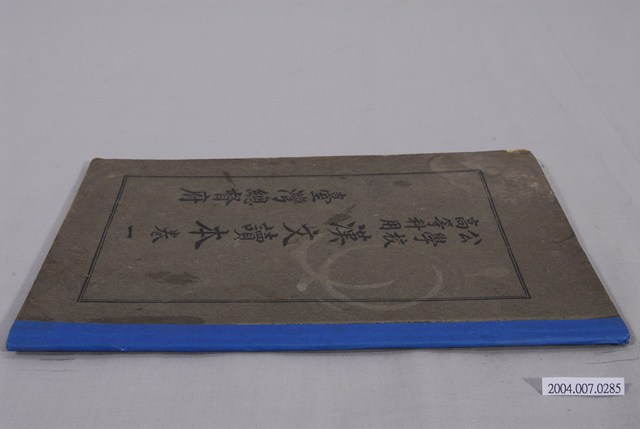 公學校
高等科用
漢文讀本 卷一
臺灣總督府
2004.007.0285